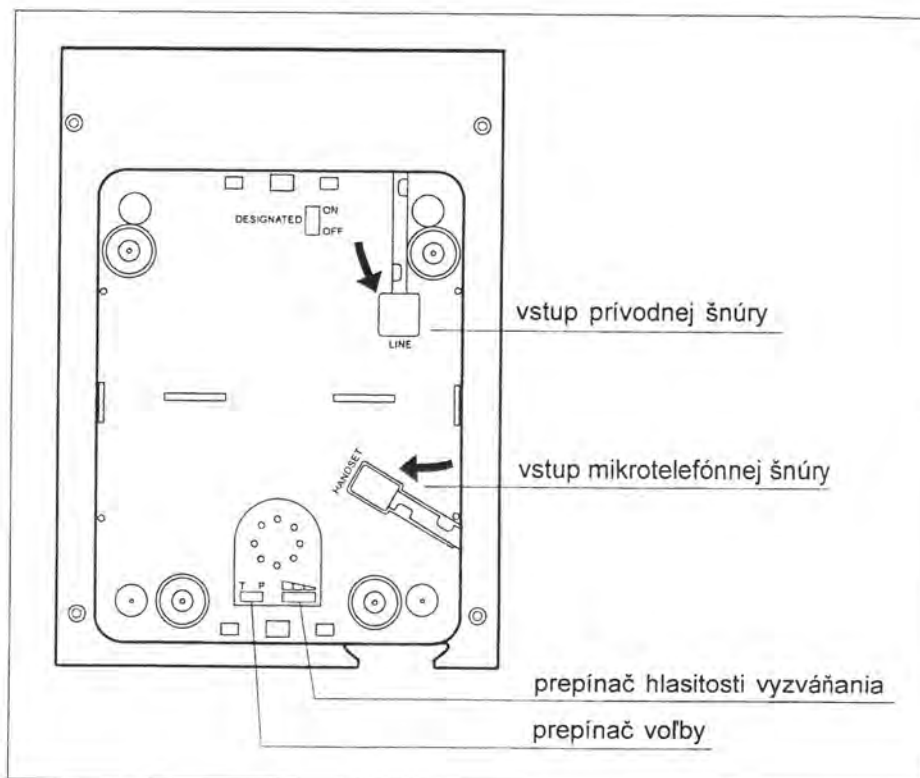 DESIGNATED
ON
OFF
LINE
vstup prívodnej šnúry
HANDSET
vstup mikrotelefónnej šnúry
T P
prepínač hlasitosti vyzváňania
prepínač voľby